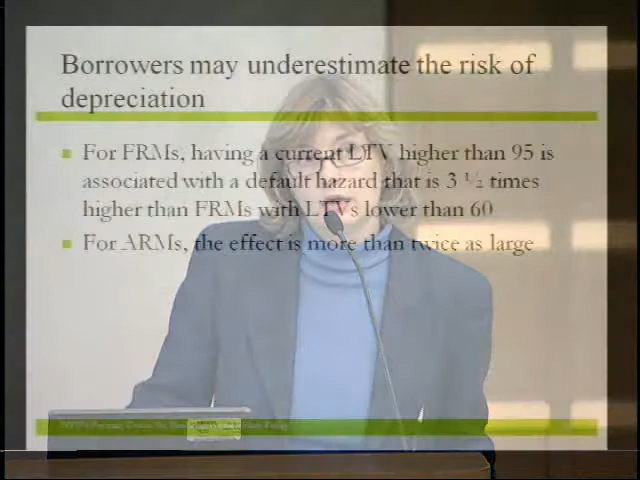 Borrowers may underestimate the risk of
depreciation
For FRMs, having a current LTV higher than 95 is
associated with a default hazard that is 3 ½ times
higher than FRMs with LTVs lower than 60
For ARMs, the effect is more than twice as large